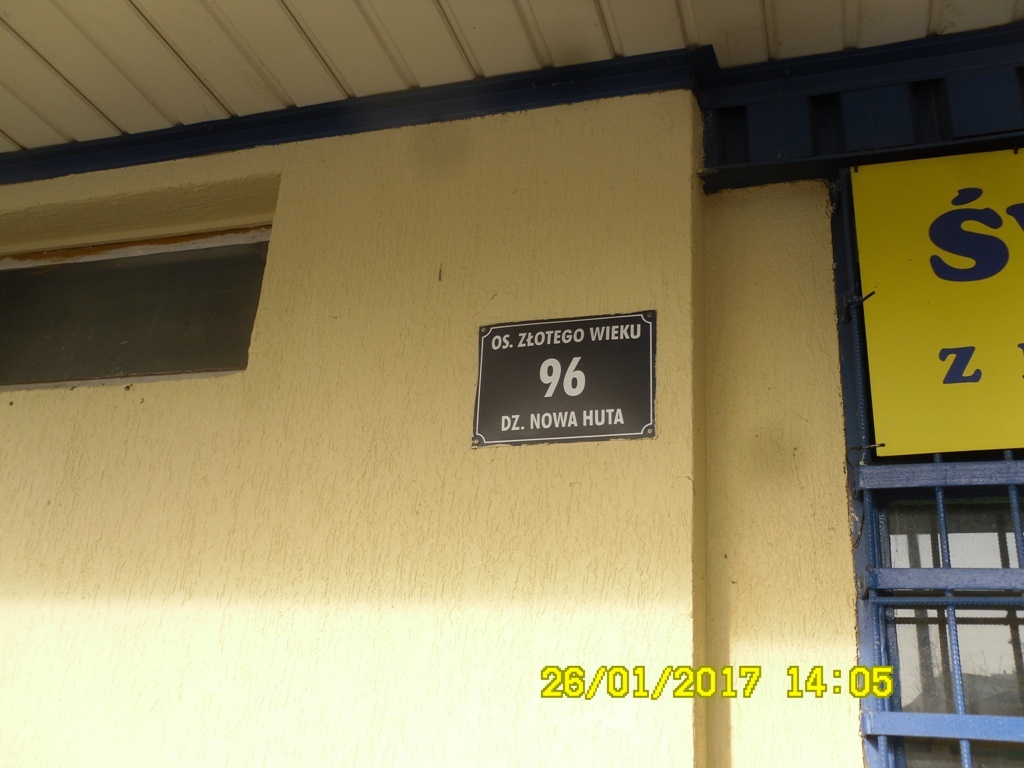 OS. ZŁOTEGO WIEKU
96
DZ. NOWA HUTA
Z
26/01/2017 14:05